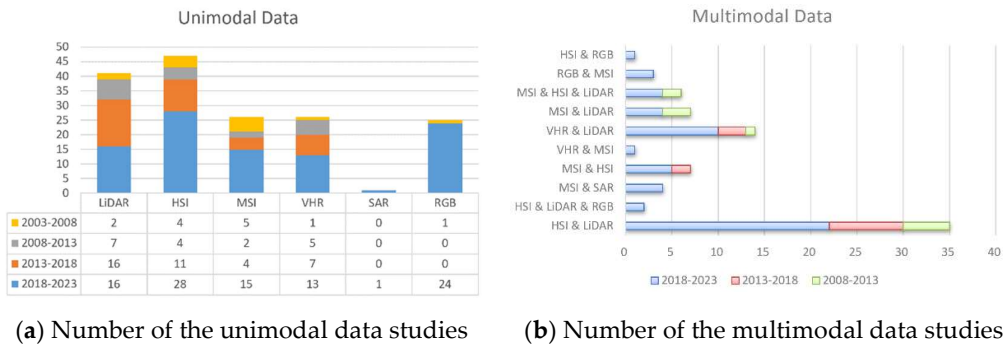 Unimodal Data
50
45
40
35
30
25
20
15
10
5
0
LiDAR HSI MSI VHR SAR RGB
2003-2008 2 4 5 1 0 1
2008-2013 7 4 2 5 0 0
2013-2018 16 11 4 7 0 0
2018-2023 16 28 15 13 1 24
(a) Number of the unimodal data studies
Multimodal Data
HSI & RGB
RGB & MSI
MSI & HSI & LiDAR
MSI & LiDAR
VHR & LiDAR
VHR & MSI
MSI & HSI
MSI & SAR
HSI & LiDAR & RGB
HSI & LiDAR
0 5 10 15 20 25 30 35 40
2018-2023 2013-2018 2008-2013
(b) Number of the multimodal data studies